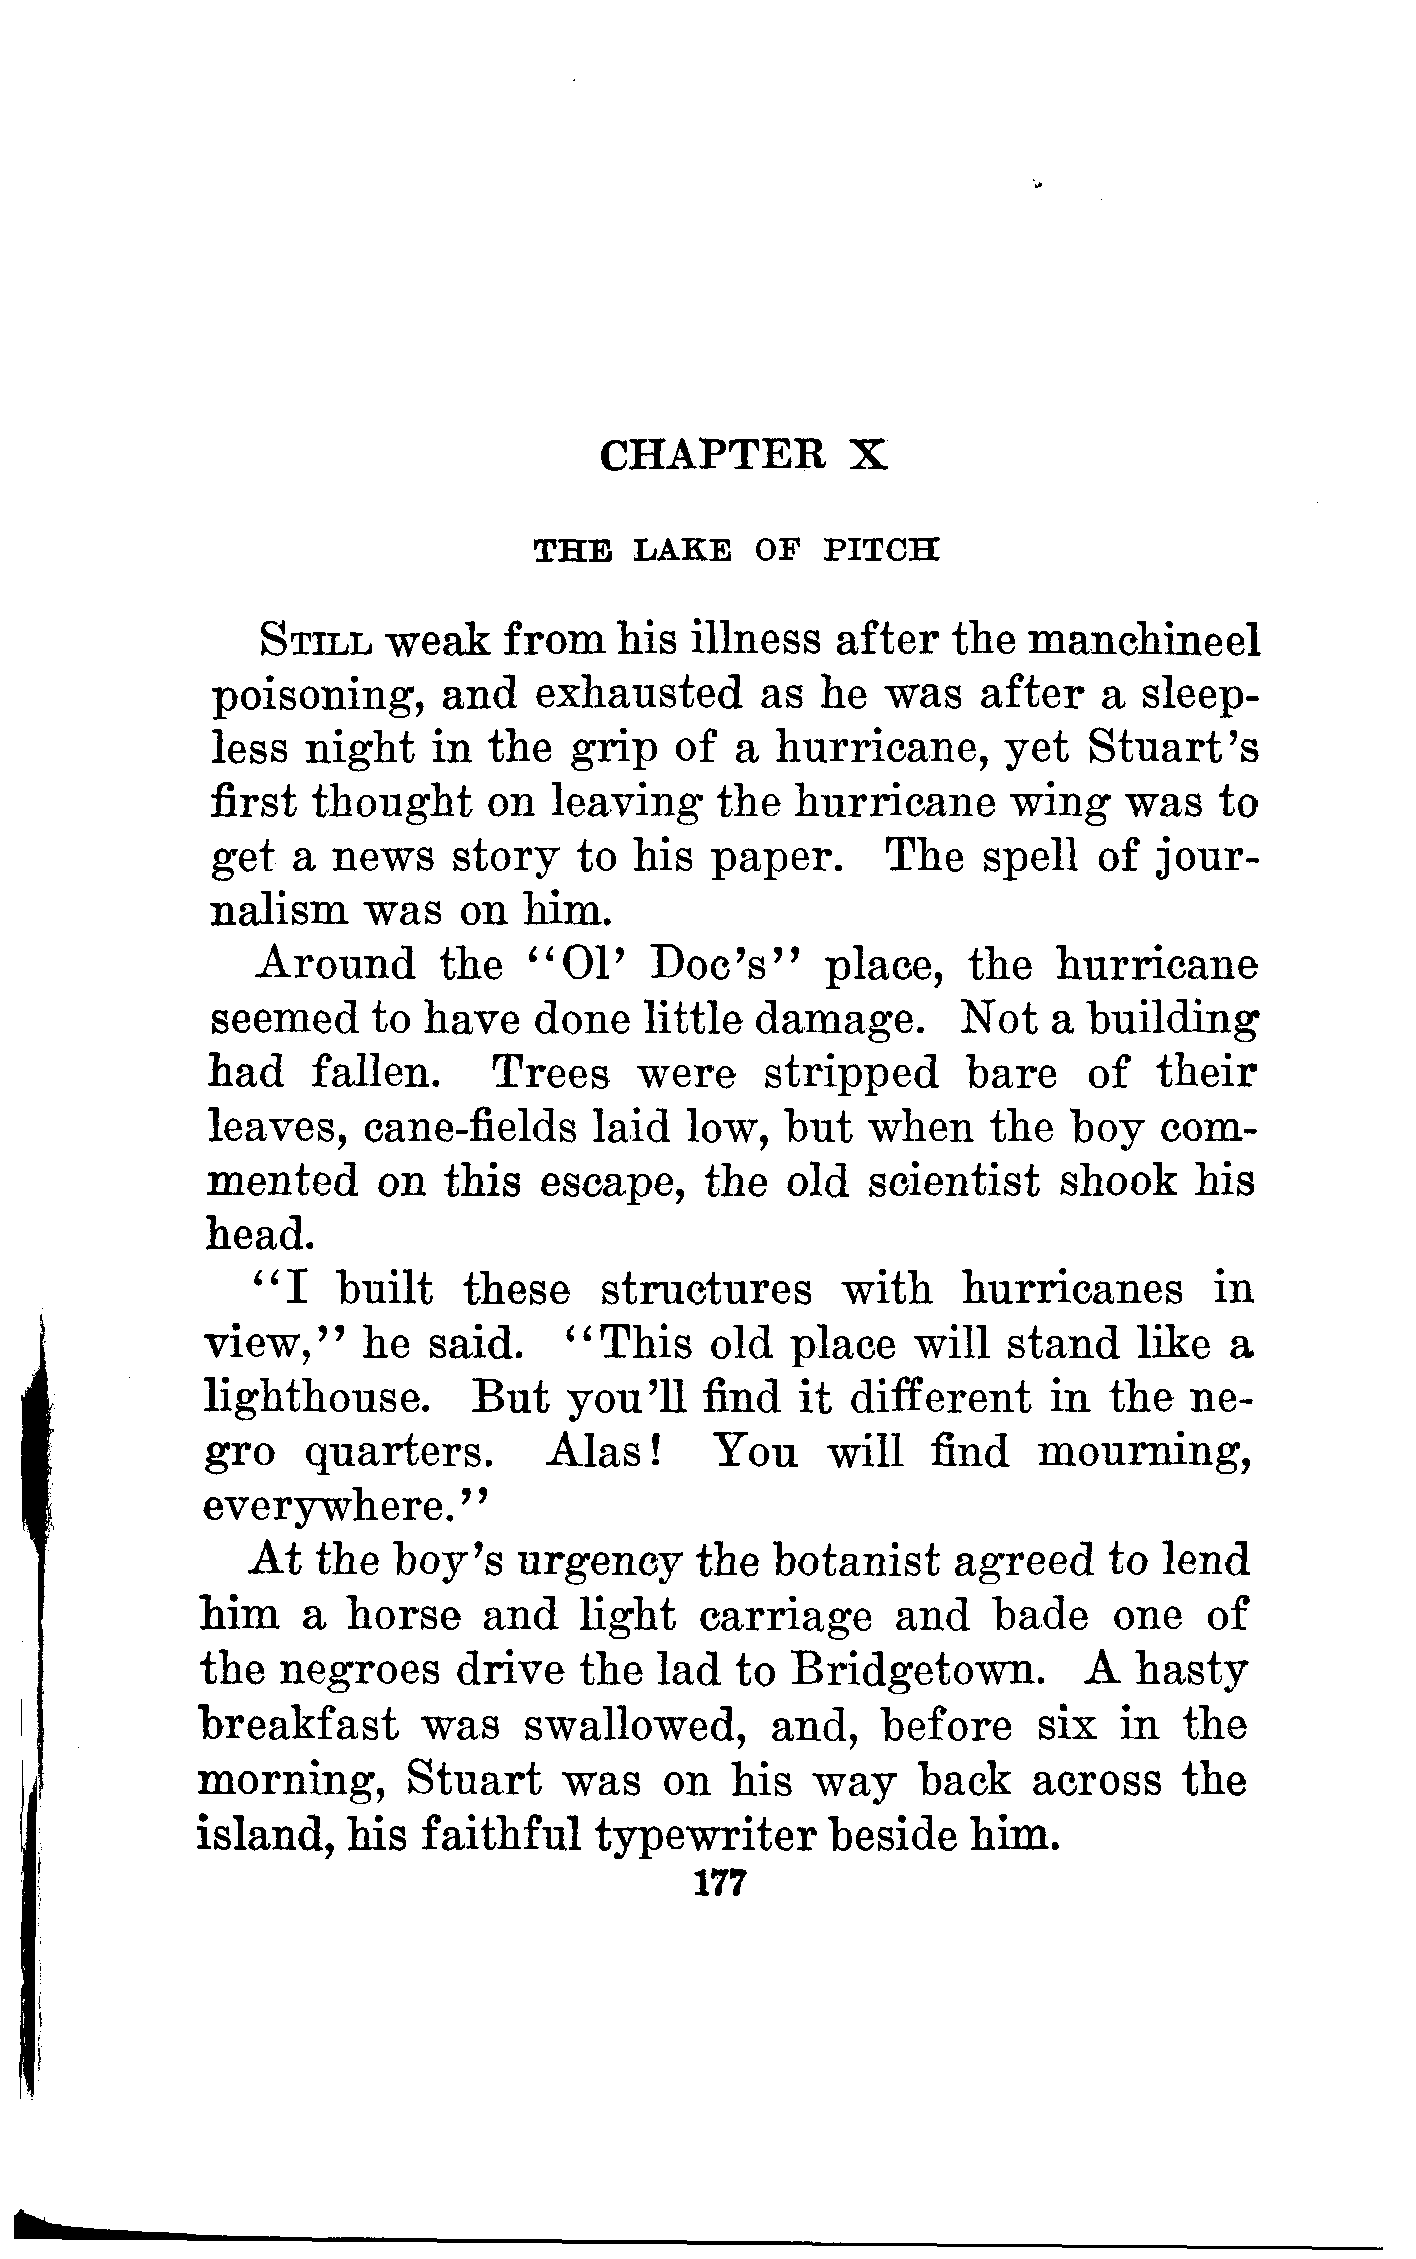 CHAPTER X
THE LAKE OF PITCH
STILL weak from his illness after the manchineel
poisoning, and exhausted as he was after a sleep-
less night in the grip of a hurricane, yet Stuart's
first thought on leaving the hurricane wing was to
get a news story to his paper. The spell of jour-
nalism was on him.
Around the "Ol' Doc's" place, the hurricane
seemed to have done little damage. Not a building
had fallen. Trees were stripped bare of their
leaves, cane-fields laid low, but when the boy com-
mented on this escape, the old scientist shook his
head.
"I built these structures with hurricanes in
view," he said. "This old place will stand like a
lighthouse. But you'll find it different in the ne-
gro quarters. Alas! You will find mourning,
everywhere."
At the boy's urgency the botanist agreed to lend
him a horse and light carriage and bade one of
the negroes drive the lad to Bridgetown. A hasty
breakfast was swallowed, and, before six in the
morning, Stuart was on his way back across the
island, his faithful typewriter beside him.
177